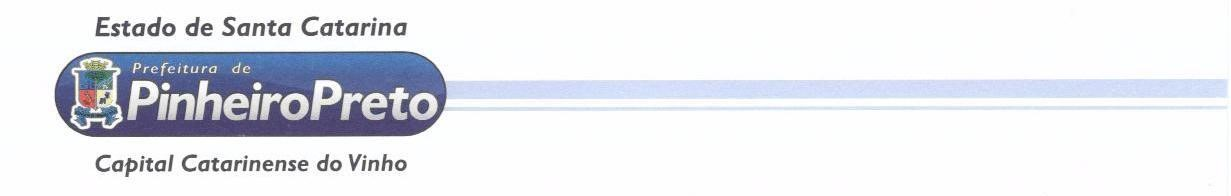 Estado de Santa Catarina
Prefeitura de
PinheiroPreto
Capital Catarinense do Vinho